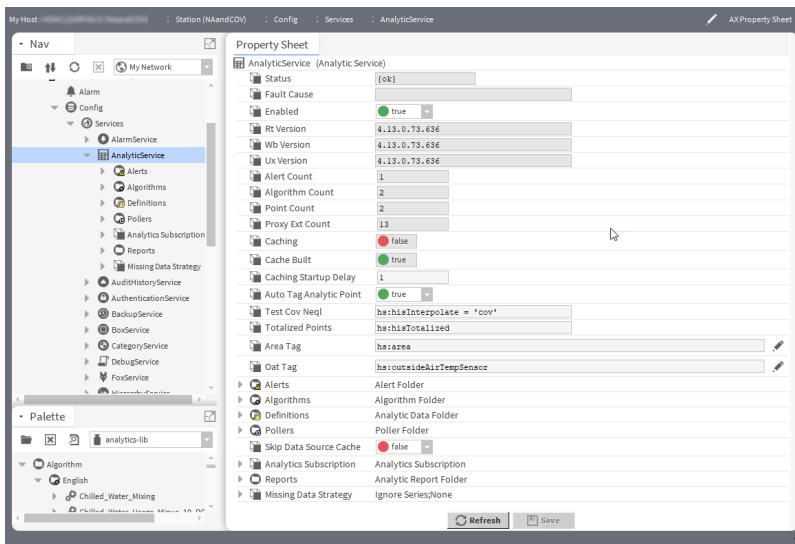 My Host : Station (NAandCOV) : Config : Services : AnalyticService AX Property Sheet
Nav
My Network
Alarm
Config
Services
AlarmService
AnalyticService
Alerts
Algorithms
Definitions
Pollers
Analytics Subscription
Reports
Missing Data Strategy
AuditHistoryService
AuthenticationService
BackupService
BoxService
CategoryService
DebugService
FoxService
HierarchyService
Palette
analytics-lib
Algorithm
English
Chilled_Water_Mixing
Property Sheet
AnalyticService (Analytic Service)
Status {ok}
Fault Cause
Enabled true
Rt Version 4.13.0.73.636
Wb Version 4.13.0.73.636
Ux Version 4.13.0.73.636
Alert Count 1
Algorithm Count 2
Point Count 2
Proxy Ext Count 13
Caching false
Cache Built true
Caching Startup Delay 1
Auto Tag Analytic Point true
Test Cov Neql hs:hisInterpolate = 'cov'
Totalized Points hs:hisTotalized
Area Tag hs:area
Oat Tag hs:outsideAirTempSensor
Alerts Alert Folder
Algorithms Algorithm Folder
Definitions Analytic Data Folder
Pollers Poller Folder
Skip Data Source Cache false
Analytics Subscription Analytics Subscription
Reports Analytic Report Folder
Missing Data Strategy Ignore Series;None
Refresh Save